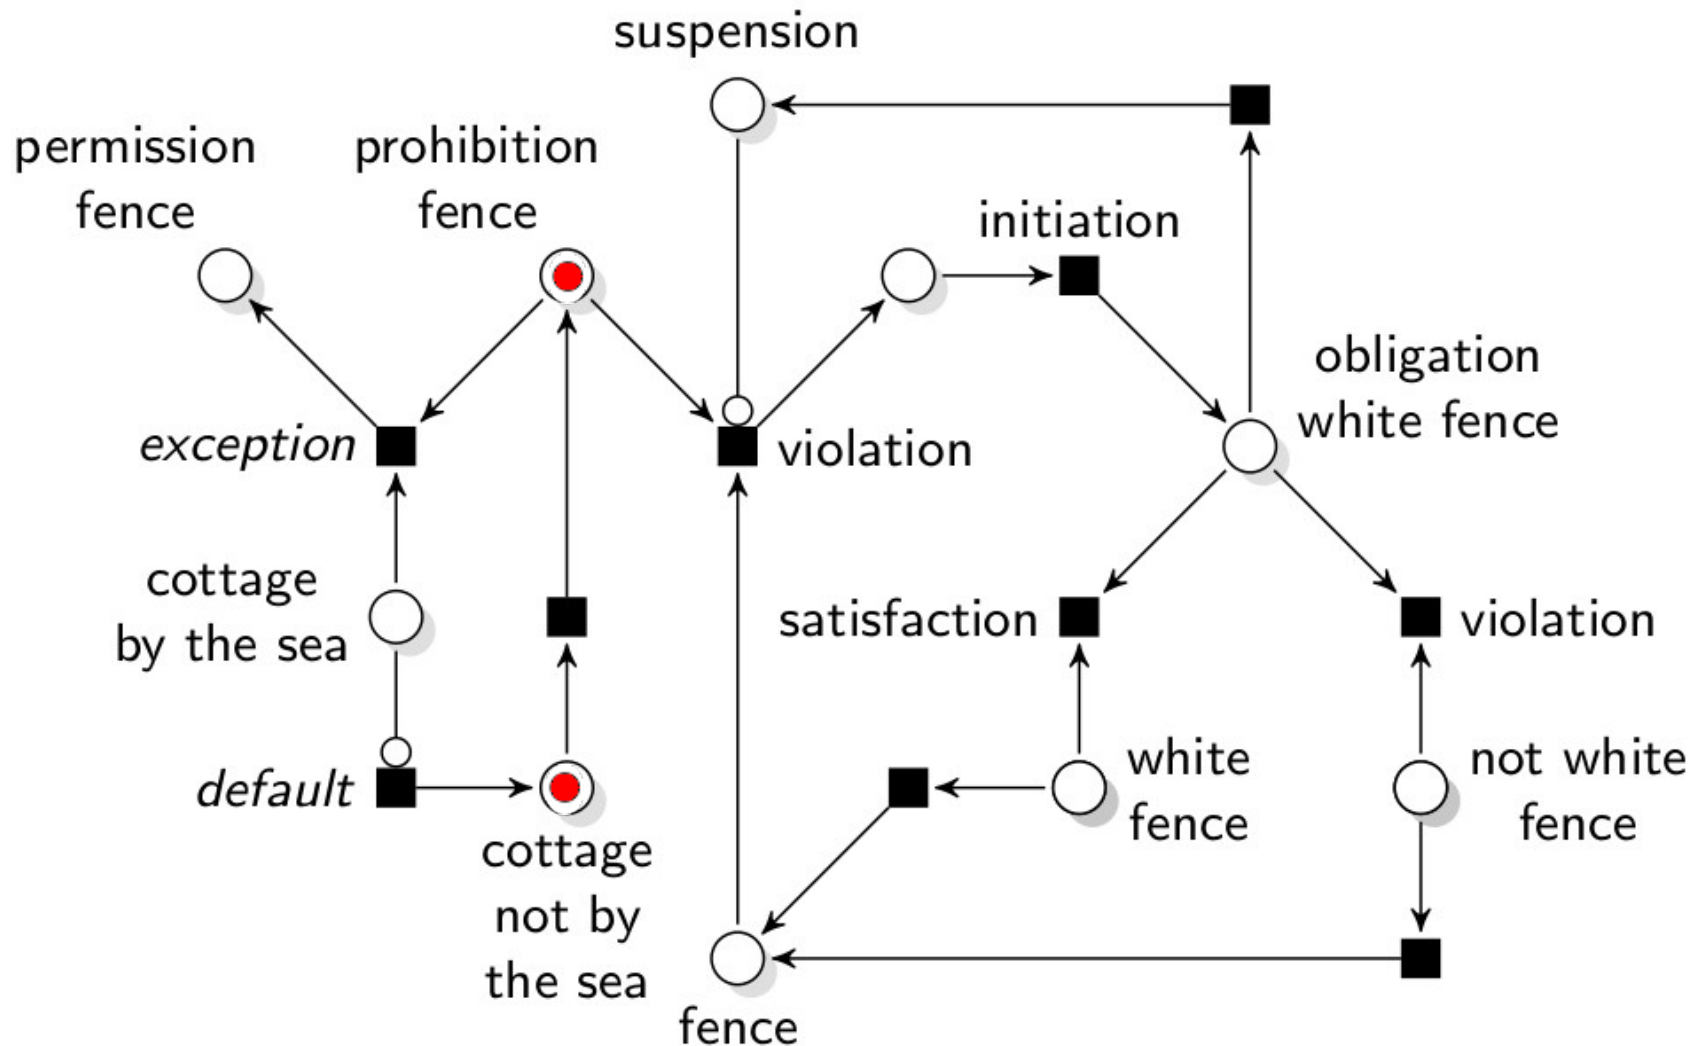 suspension
permission
fence
prohibition
fence
initiation
obligation
white fence
exception
violation
cottage
by the sea
satisfaction
violation
default
white
fence
not white
fence
cottage
not by
the sea
fence